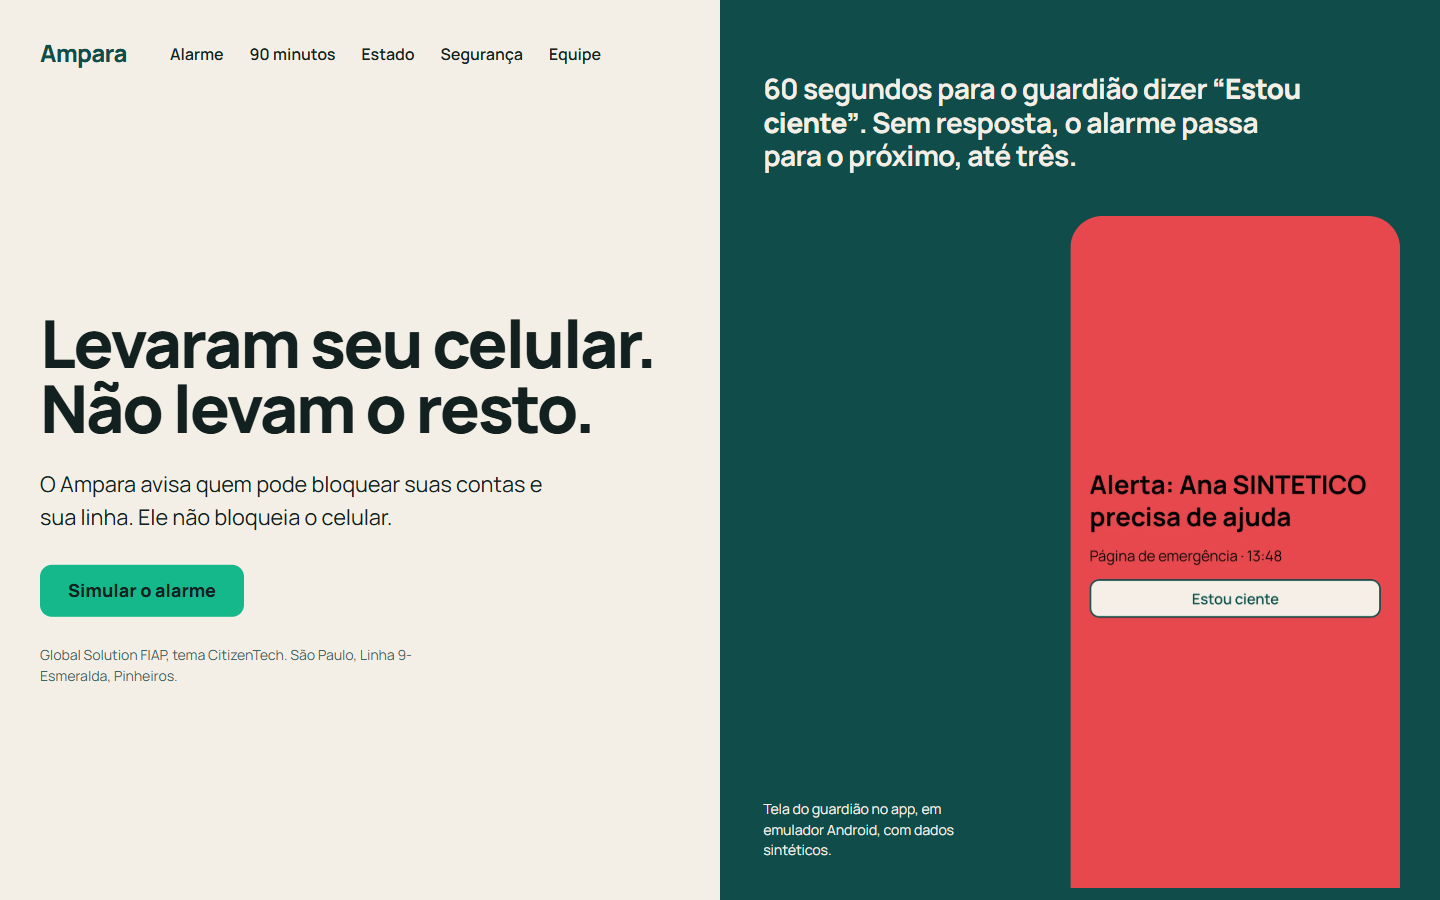 Ampara
Alarme
90 minutos
Estado
Segurança
Equipe
Levaram seu celular.
Não levam o resto.
O Ampara avisa quem pode bloquear suas contas e
sua linha. Ele não bloqueia o celular.
Simular o alarme
Global Solution FIAP, tema CitizenTech. São Paulo, Linha 9-
Esmeralda, Pinheiros.
60 segundos para o guardião dizer “Estou
ciente”. Sem resposta, o alarme passa
para o próximo, até três.
Alerta: Ana SINTETICO
precisa de ajuda
Página de emergência · 13:48
Estou ciente
Tela do guardião no app, em
emulador Android, com dados
sintéticos.